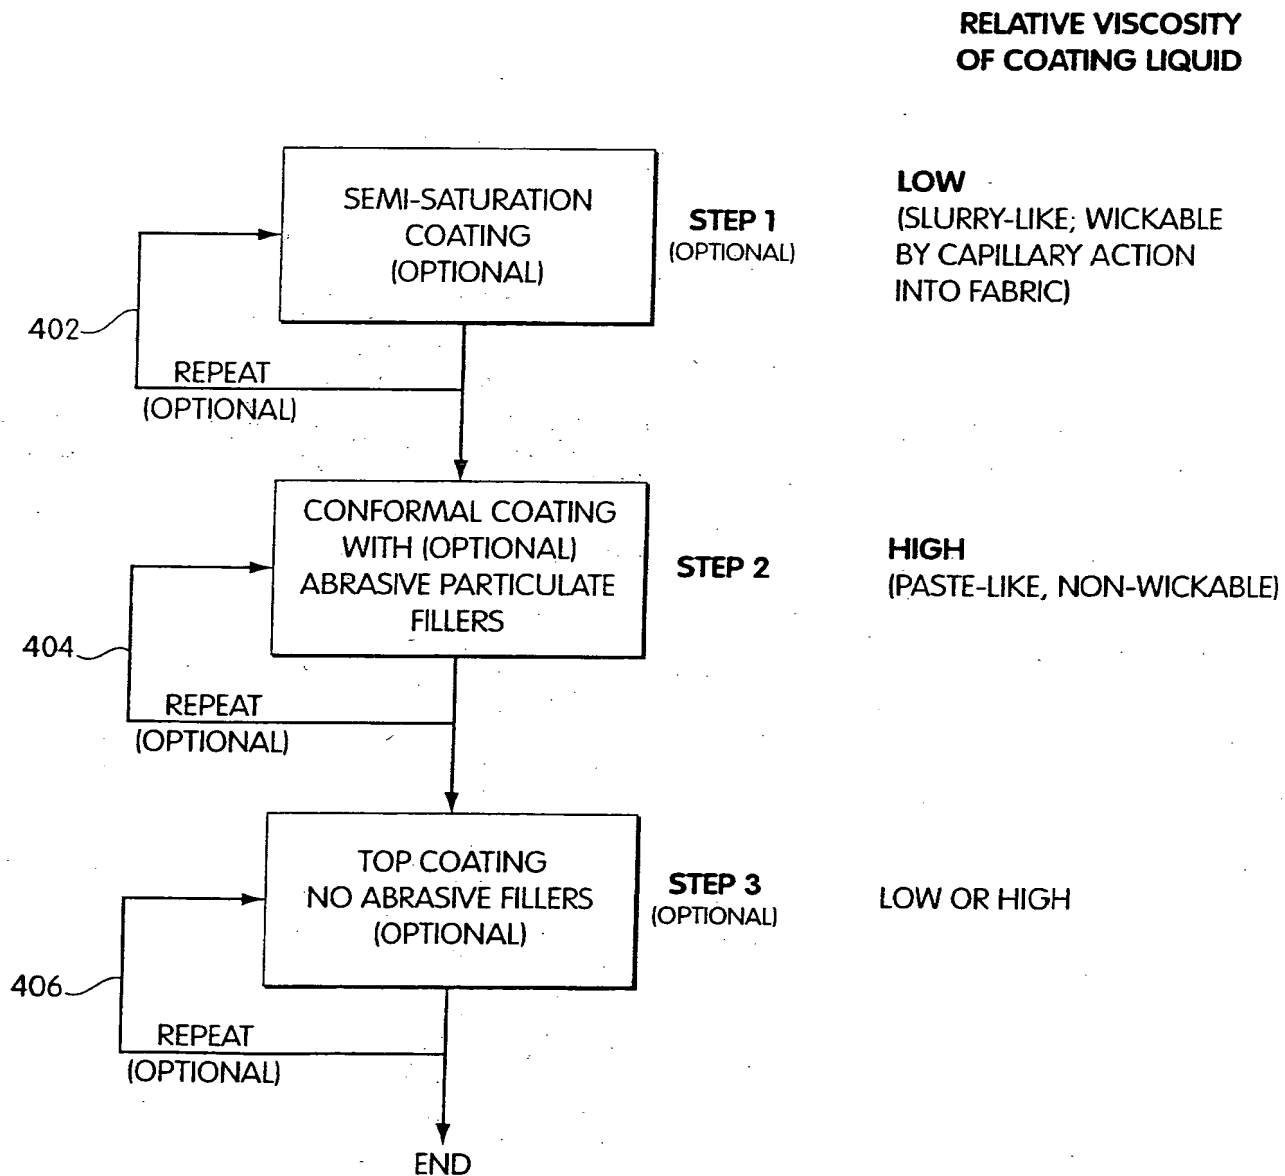 RELATIVE VISCOSITY
OF COATING LIQUID
SEMI-SATURATION
COATING
(OPTIONAL)
STEP 1
(OPTIONAL)
LOW
(SLURRY-LIKE; WICKABLE
BY CAPILLARY ACTION
INTO FABRIC)
402
REPEAT
(OPTIONAL)
CONFORMAL COATING
WITH (OPTIONAL)
ABRASIVE PARTICULATE
FILLERS
STEP 2
HIGH
(PASTE-LIKE, NON-WICKABLE)
404
REPEAT
(OPTIONAL)
TOP COATING
NO ABRASIVE FILLERS
(OPTIONAL)
STEP 3
(OPTIONAL)
LOW OR HIGH
406
REPEAT
(OPTIONAL)
END